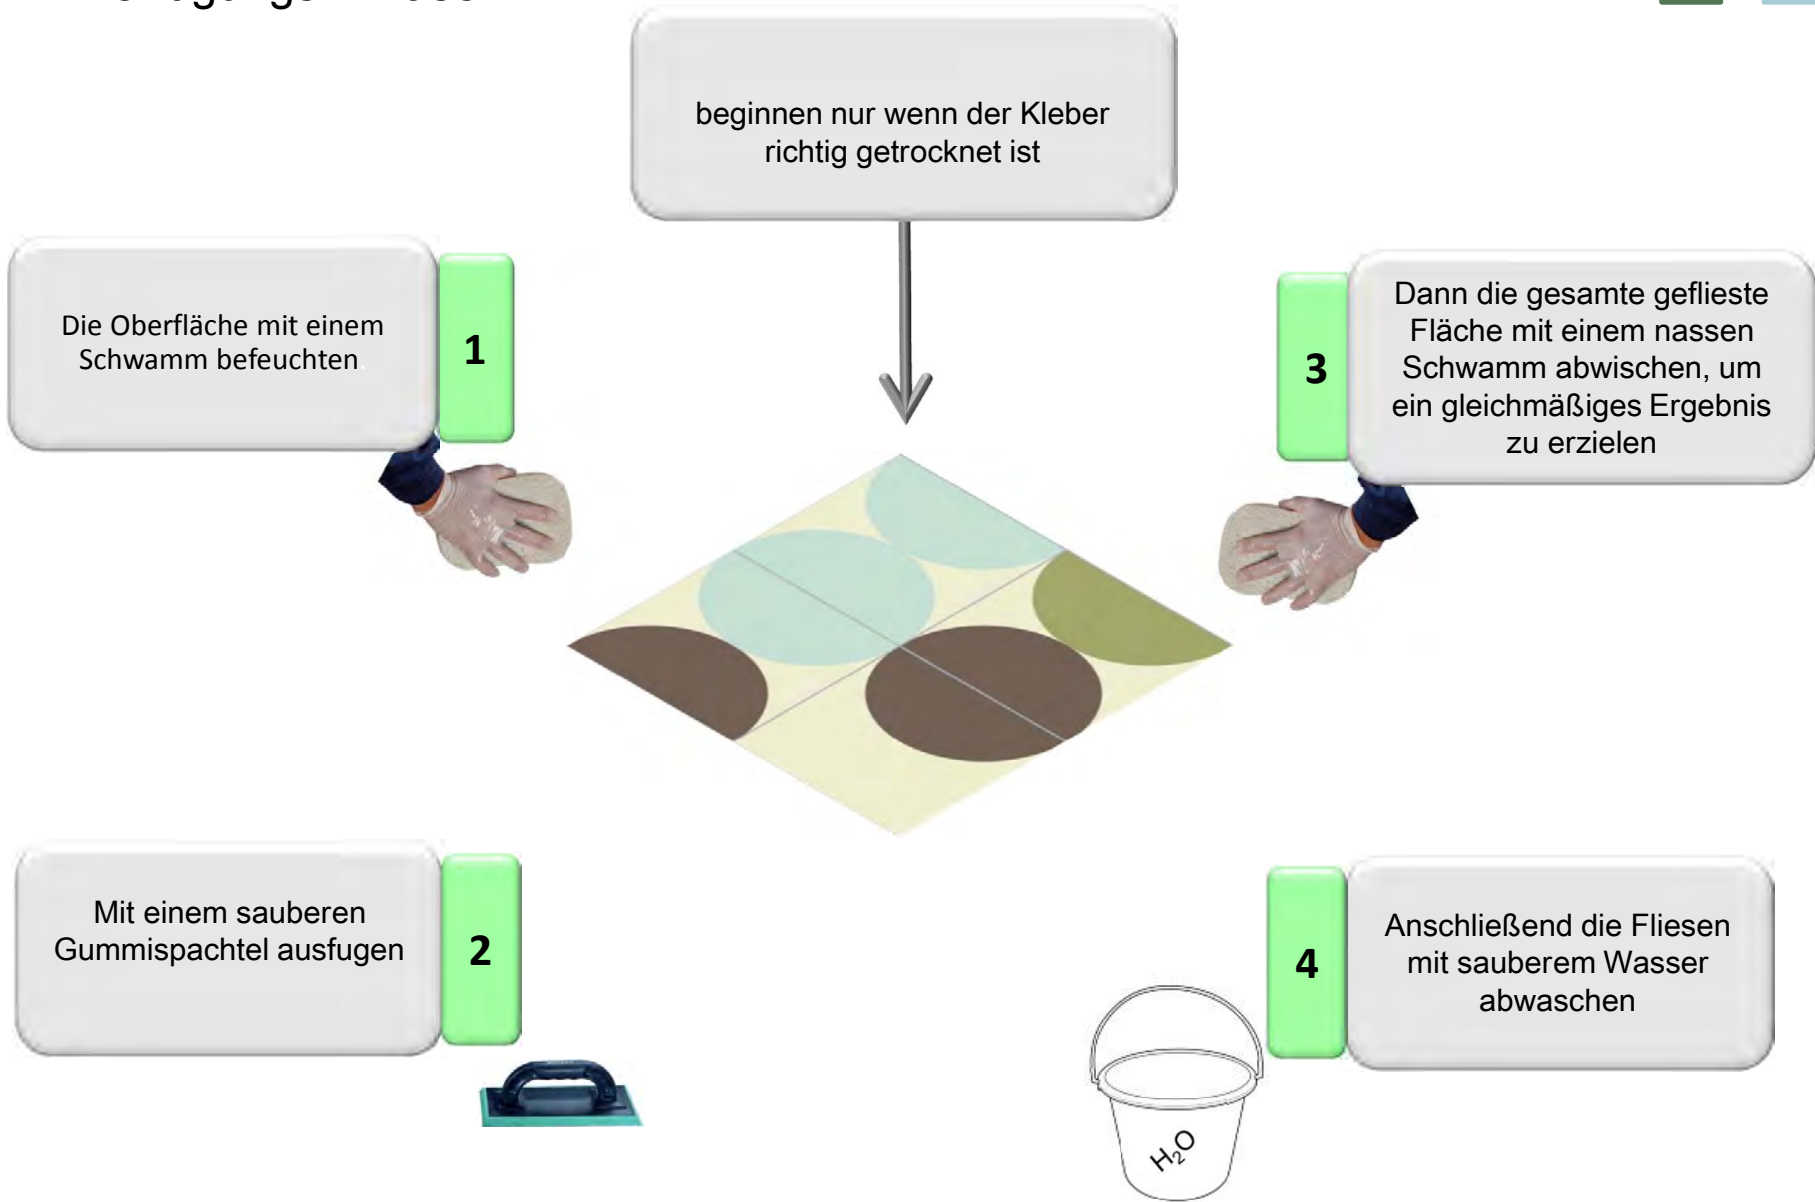 beginnen nur wenn der Kleber
richtig getrocknet ist
Die Oberfläche mit einem
Schwamm befeuchten.
1
3
Dann die gesamte geflieste
Fläche mit einem nassen
Schwamm abwischen, um
ein gleichmäßiges Ergebnis
zu erzielen
Mit einem sauberen
Gummispachtel ausfugen
2
4
Anschließend die Fliesen
mit sauberem Wasser
abwaschen
H₂O